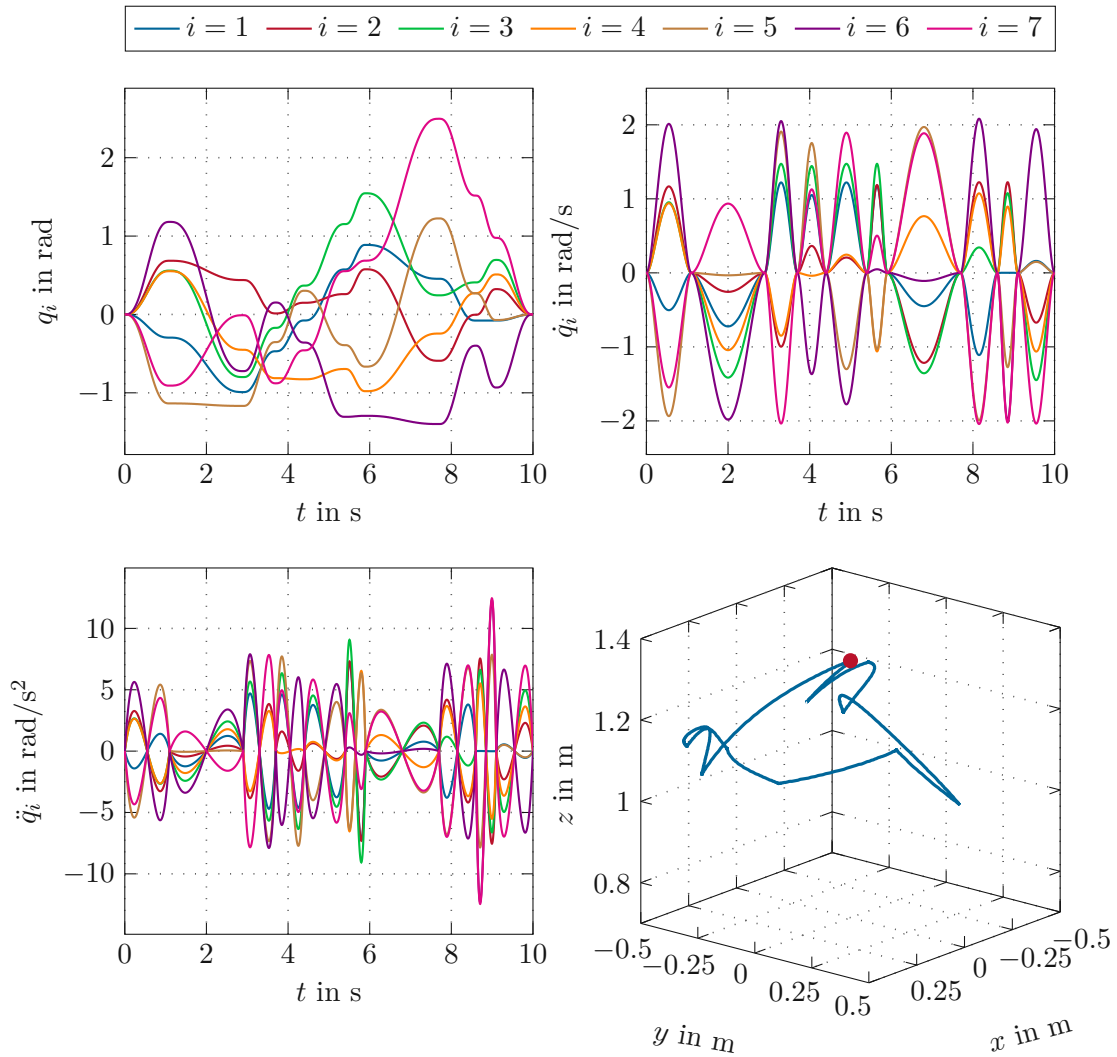 i = 1 i = 2 i = 3 i = 4 i = 5 i = 6 i = 7
q_i in rad
2
1
0
−1
0 2 4 6 8 10
t in s
q̇_i in rad/s
2
1
0
−1
−2
0 2 4 6 8 10
t in s
q̈_i in rad/s²
10
5
0
−5
−10
0 2 4 6 8 10
t in s
z in m
1.4
1.2
1
0.8
−0.5
−0.25
0
0.25
0.5
y in m
−0.5
−0.25
0
0.25
x in m